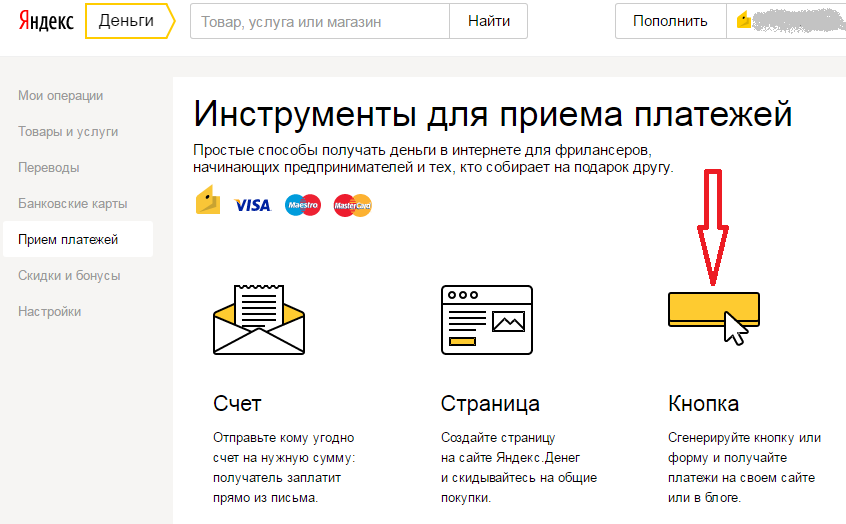 Яндекс Деньги Товар, услуга или магазин Найти Пополнить
Мои операции
Товары и услуги
Переводы
Банковские карты
Прием платежей
Скидки и бонусы
Настройки
Инструменты для приема платежей
Простые способы получать деньги в интернете для фрилансеров,
начинающих предпринимателей и тех, кто собирает на подарок другу.
VISA Maestro MasterCard
Счет
Отправьте кому угодно
счет на нужную сумму:
получатель заплатит
прямо из письма.
Страница
Создайте страницу
на сайте Яндекс.Денег
и скидывайтесь на общие
покупки.
Кнопка
Сгенерируйте кнопку или
форму и получайте
платежи на своем сайте
или в блоге.